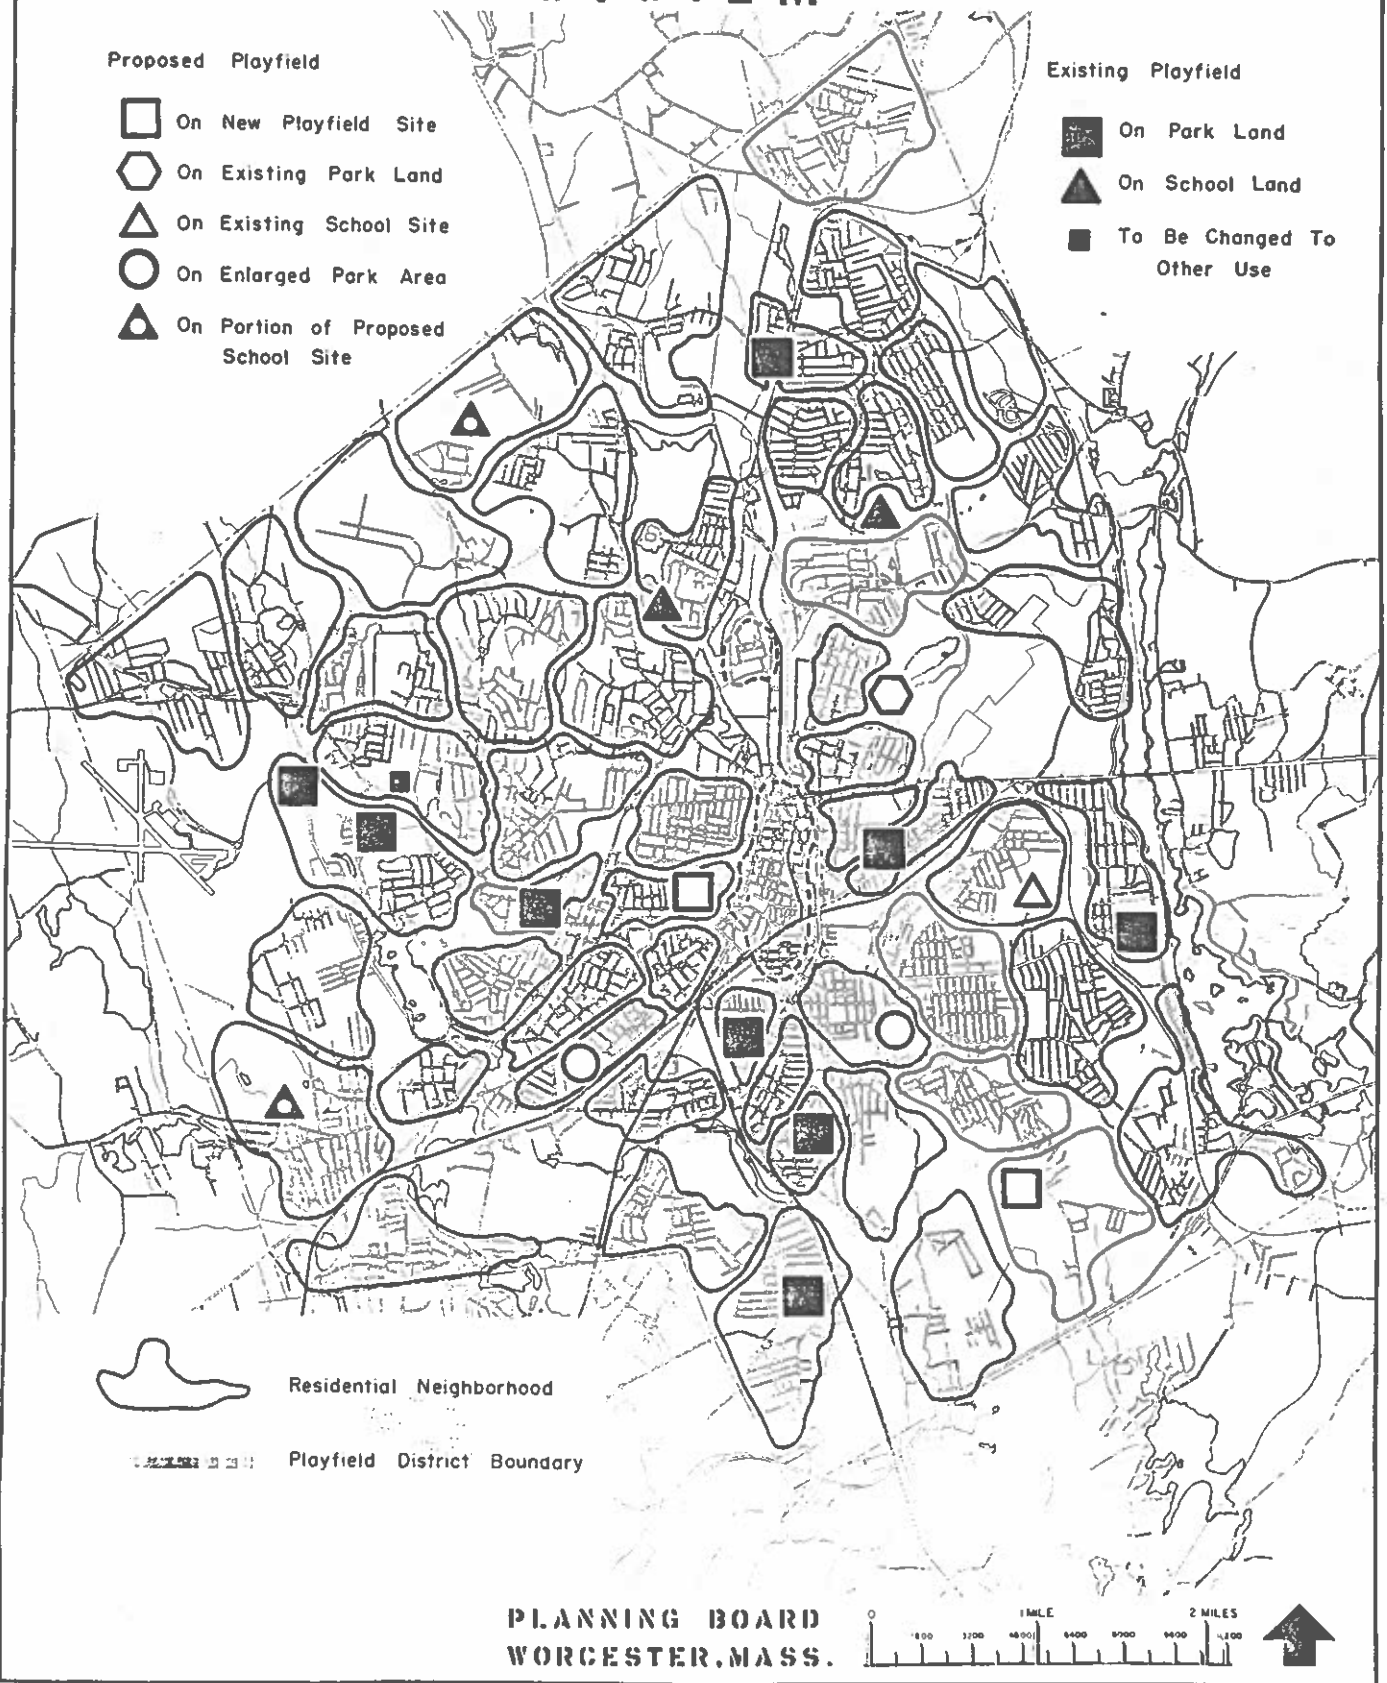 Proposed Playfield
On New Playfield Site
On Existing Park Land
On Existing School Site
On Enlarged Park Area
On Portion of Proposed
School Site
Existing Playfield
On Park Land
On School Land
To Be Changed To
Other Use
Residential Neighborhood
Playfield District Boundary
PLANNING BOARD
WORCESTER, MASS.
0 1 MILE 2 MILES
3200 6400